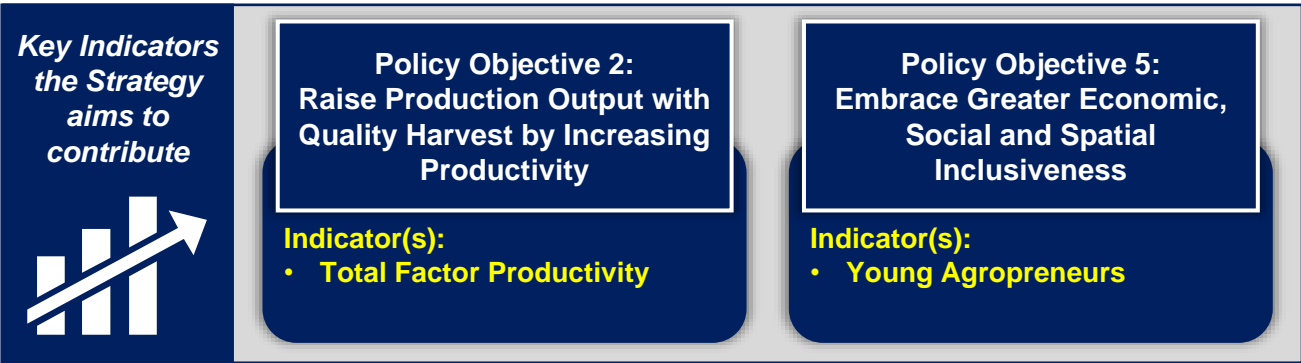 Key Indicators
the Strategy
aims to
contribute
Policy Objective 2:
Raise Production Output with
Quality Harvest by Increasing
Productivity
Indicator(s):
• Total Factor Productivity
Policy Objective 5:
Embrace Greater Economic,
Social and Spatial
Inclusiveness
Indicator(s):
• Young Agropreneurs